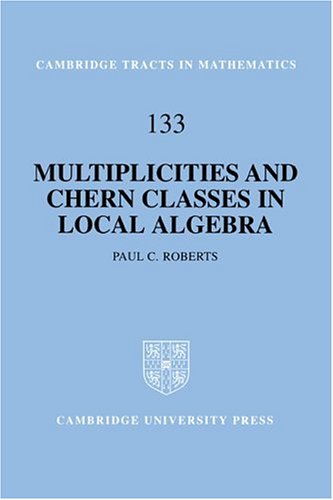 CAMBRIDGE TRACTS IN MATHEMATICS
133
MULTIPLICITIES AND
CHERN CLASSES IN
LOCAL ALGEBRA
PAUL C. ROBERTS
CAMBRIDGE UNIVERSITY PRESS